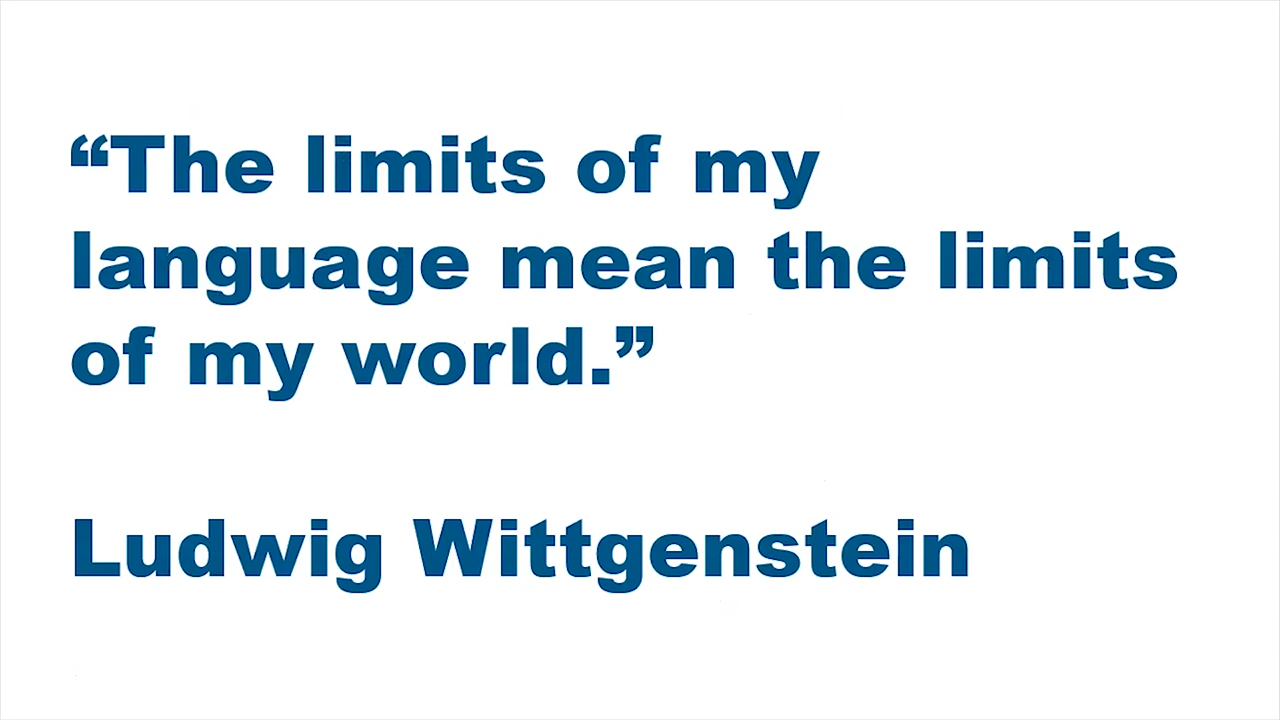 “The limits of my
language mean the limits
of my world.”
Ludwig Wittgenstein